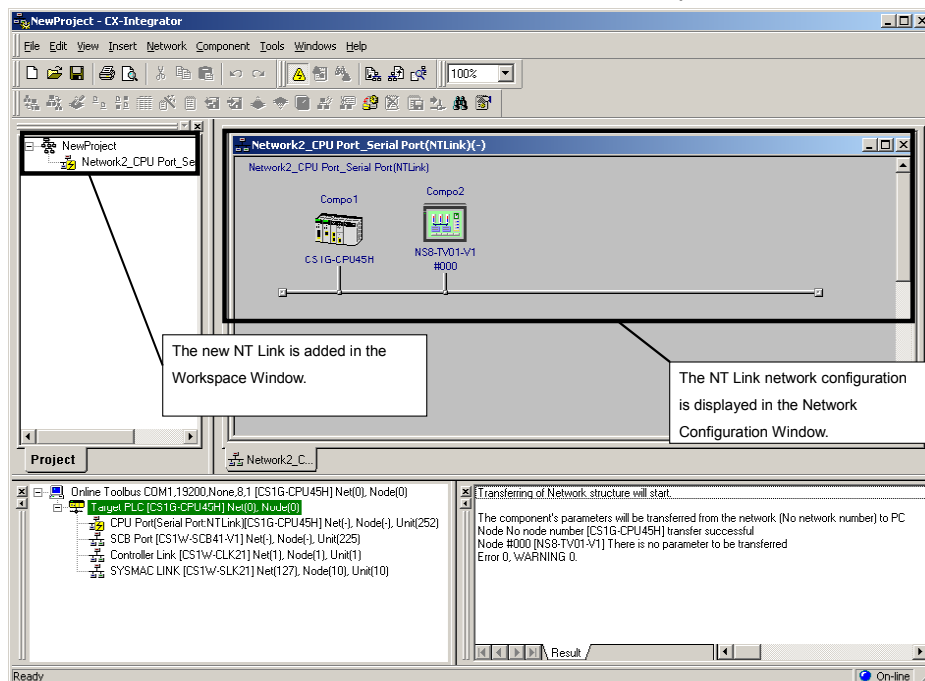 NewProject - CX-Integrator
File Edit View Insert Network Component Tools Windows Help
100%
NewProject
Network2_CPU Port_Se
Network2_CPU Port_Serial Port(NTLink)(-)
Network2_CPU Port_Serial Port(NTLink)
Compo1
Compo2
CS1G-CPU45H
NS8-TV01-V1
#000
The new NT Link is added in the
Workspace Window.
The NT Link network configuration
is displayed in the Network
Configuration Window.
Project
Network2_C...
Online Toolbus COM1,19200,None,8,1 [CS1G-CPU45H] Net(0), Node(0)
Target PLC [CS1G-CPU45H] Net(0), Node(0)
CPU Port(Serial Port:NTLink)[CS1G-CPU45H] Net(-), Node(-), Unit(252)
SCB Port [CS1W-SCB41-V1] Net(-), Node(-), Unit(225)
Controller Link [CS1W-CLK21] Net(1), Node(1), Unit(1)
SYSMAC LINK [CS1W-SLK21] Net(127), Node(10), Unit(10)
Transferring of Network structure will start.
The component's parameters will be transferred from the network (No network number) to PC
Node No node number [CS1G-CPU45H] transfer successful
Node #000 [NS8-TV01-V1] There is no parameter to be transferred
Error 0, WARNING 0.
Result
Ready
On-line